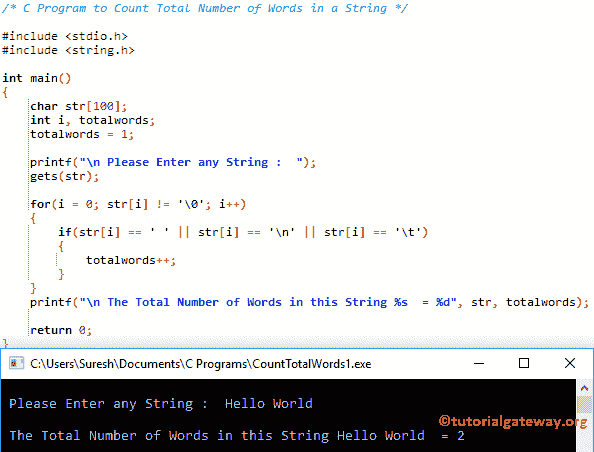 /* C Program to Count Total Number of Words in a String */
#include <stdio.h>
#include <string.h>
int main()
{
char str[100];
int i, totalwords;
totalwords = 1;
printf("\n Please Enter any String :  ");
gets(str);
for(i = 0; str[i] != '\0'; i++)
{
if(str[i] == ' ' || str[i] == '\n' || str[i] == '\t')
{
totalwords++;
}
}
printf("\n The Total Number of Words in this String %s  = %d", str, totalwords);
return 0;
}
C:\Users\Suresh\Documents\C Programs\CountTotalWords1.exe
Please Enter any String :  Hello World
©tutorialgateway.org
The Total Number of Words in this String Hello World  = 2